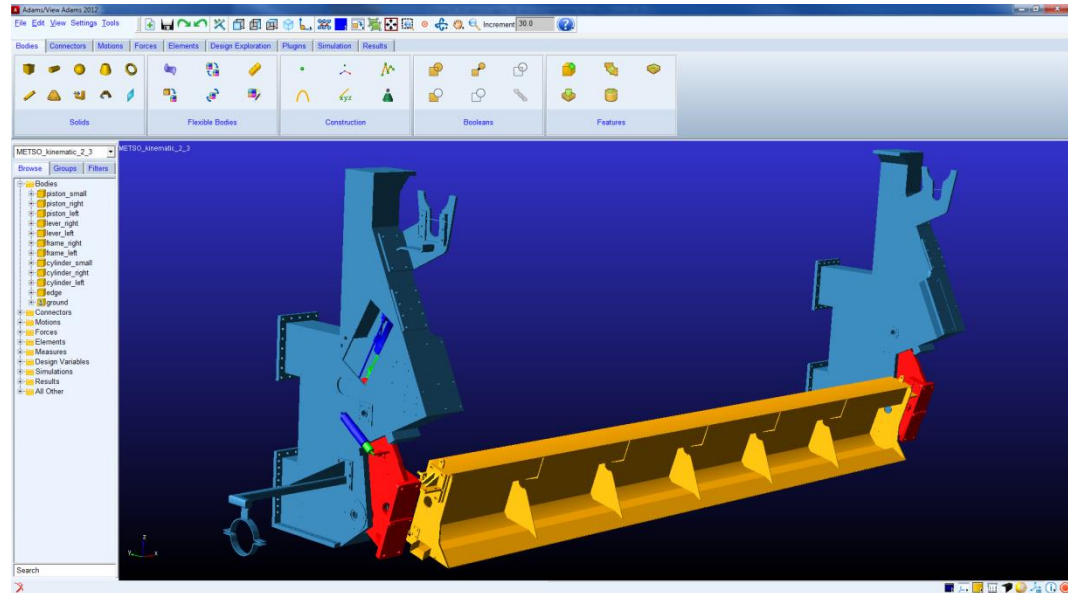 Adams/View Adams 2012
File Edit View Settings Tools
Increment 30.0
Bodies Connectors Motions Forces Elements Design Exploration Plugins Simulation Results
xyz
Solids Flexible Bodies Construction Booleans Features
METSO_kinematic_2_3
METSO_kinematic_2_3
Browse Groups Filters
Bodies
piston_small
piston_right
piston_left
lever_right
lever_left
frame_right
frame_left
cylinder_small
cylinder_right
cylinder_left
edge
ground
Connectors
Motions
Forces
Elements
Measures
Design Variables
Simulations
Results
All Other
z
y x
Search